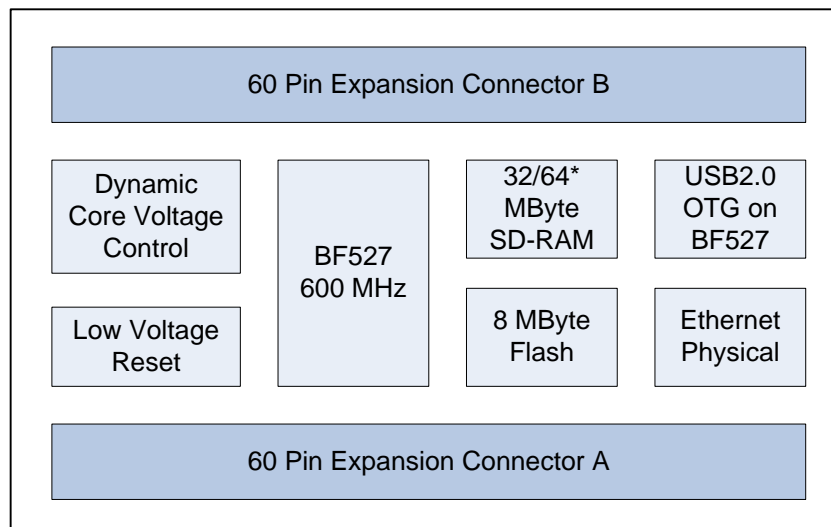 60 Pin Expansion Connector B
Dynamic
Core Voltage
Control
BF527
600 MHz
32/64*
MByte
SD-RAM
USB2.0
OTG on
BF527
Low Voltage
Reset
8 MByte
Flash
Ethernet
Physical
60 Pin Expansion Connector A